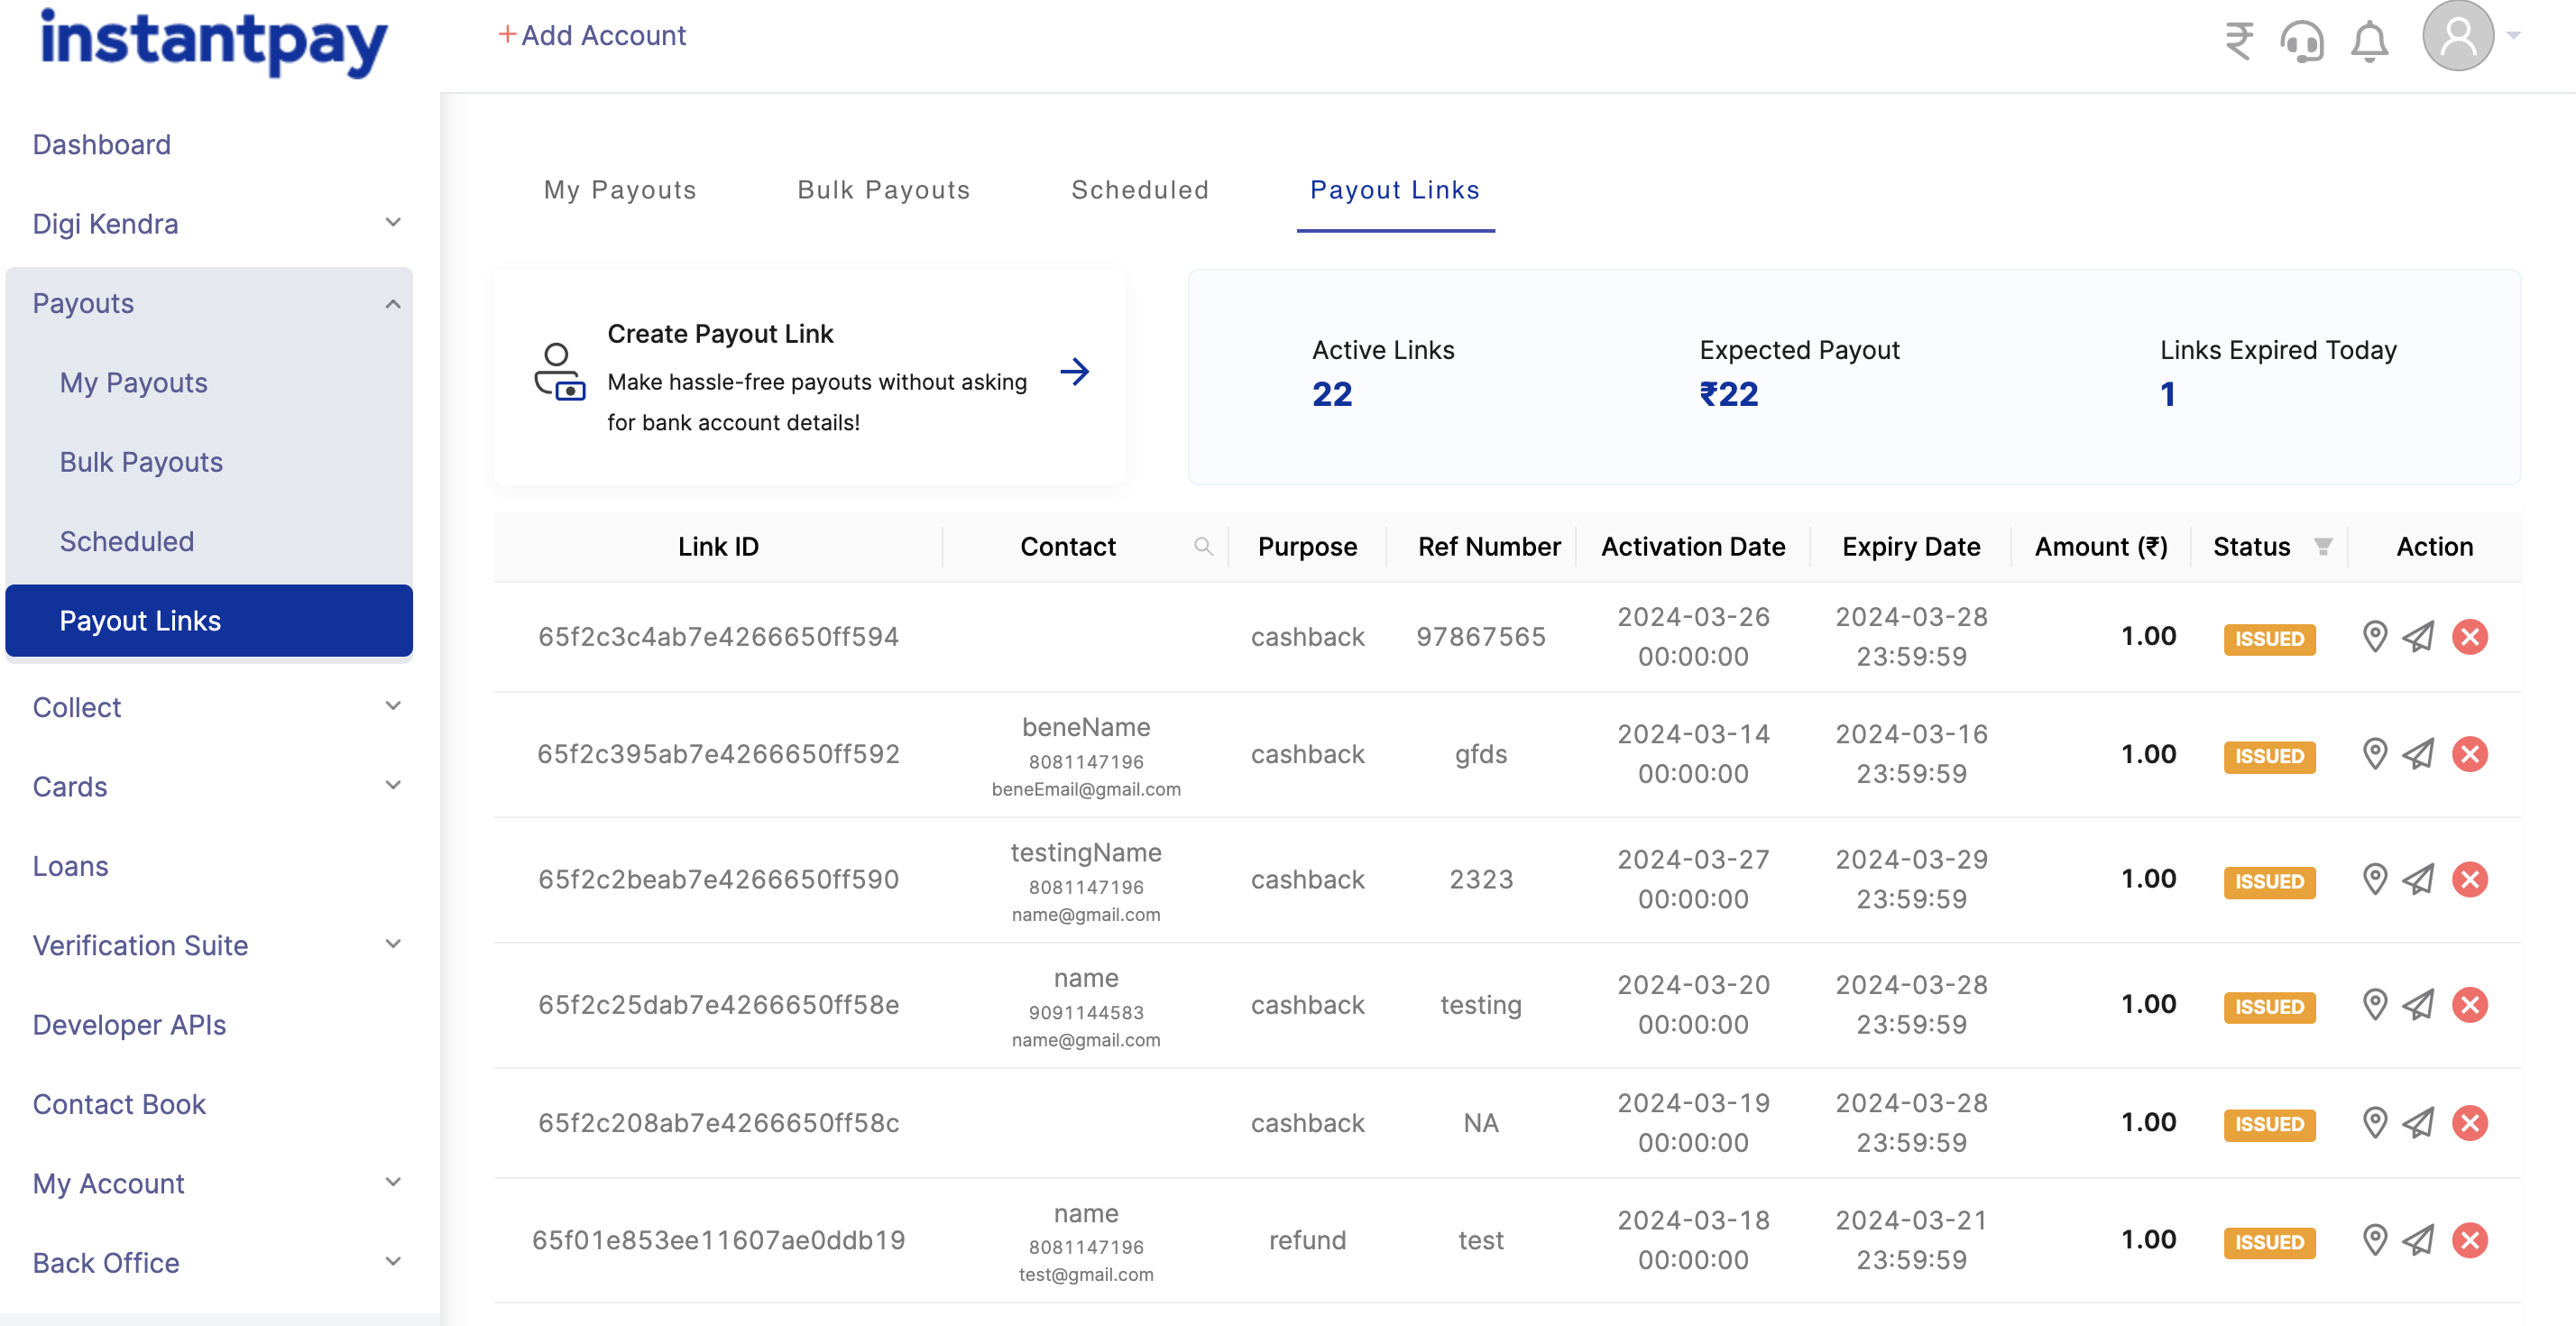 instantpay
+ Add Account
Dashboard
Digi Kendra
Payouts
My Payouts
Bulk Payouts
Scheduled
Payout Links
Collect
Cards
Loans
Verification Suite
Developer APIs
Contact Book
My Account
Back Office
My Payouts Bulk Payouts Scheduled Payout Links
Create Payout Link
Make hassle-free payouts without asking
for bank account details!
Active Links Expected Payout Links Expired Today
22 ₹22 1
Link ID Contact Purpose Ref Number Activation Date Expiry Date Amount (₹) Status Action
65f2c3c4ab7e4266650ff594 cashback 97867565 2024-03-26 00:00:00 2024-03-28 23:59:59 1.00 ISSUED
65f2c395ab7e4266650ff592 beneName 8081147196 beneEmail@gmail.com cashback gfds 2024-03-14 00:00:00 2024-03-16 23:59:59 1.00 ISSUED
65f2c2beab7e4266650ff590 testingName 8081147196 name@gmail.com cashback 2323 2024-03-27 00:00:00 2024-03-29 23:59:59 1.00 ISSUED
65f2c25dab7e4266650ff58e name 9091144583 name@gmail.com cashback testing 2024-03-20 00:00:00 2024-03-28 23:59:59 1.00 ISSUED
65f2c208ab7e4266650ff58c cashback NA 2024-03-19 00:00:00 2024-03-28 23:59:59 1.00 ISSUED
65f01e853ee11607ae0ddb19 name 8081147196 test@gmail.com refund test 2024-03-18 00:00:00 2024-03-21 23:59:59 1.00 ISSUED